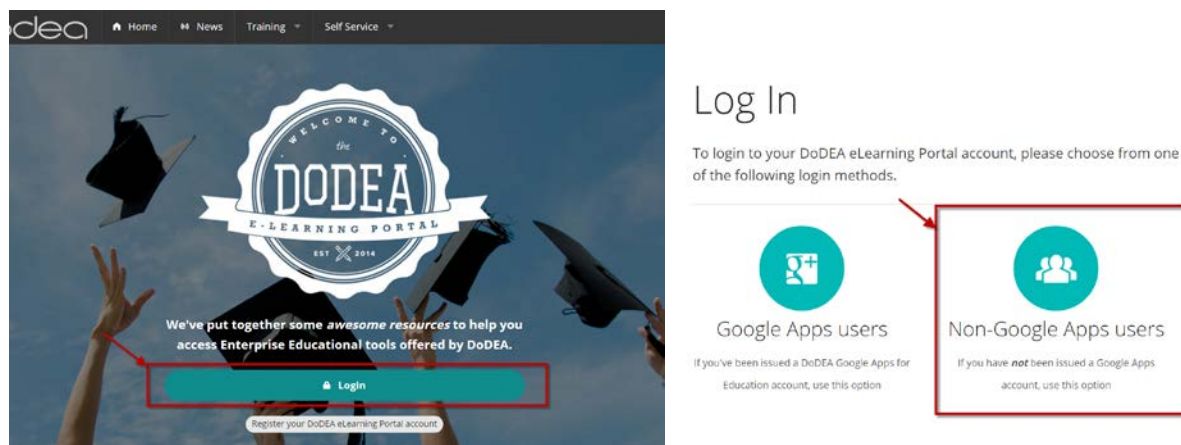 dodea
Home
News
Training
Self Service
WELCOME TO
the
DODEA
E-LEARNING PORTAL
EST 2014
We've put together some awesome resources to help you
access Enterprise Educational tools offered by DoDEA.
Login
Register your DoDEA eLearning Portal account
Log In
To login to your DoDEA eLearning Portal account, please choose from one
of the following login methods.
g+
Google Apps users
If you've been issued a DoDEA Google Apps for
Education account, use this option
Non-Google Apps users
If you have not been issued a Google Apps
account, use this option